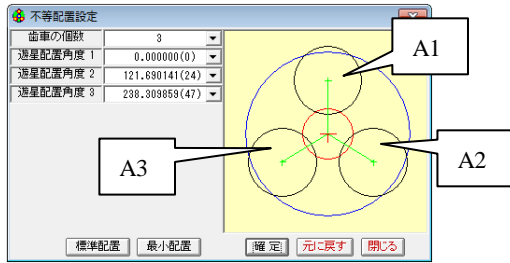 不等配置設定
歯車の個数 3
遊星配置角度 1 0.000000(0)
遊星配置角度 2 121.690141(24)
遊星配置角度 3 238.309859(47)
A1
A2
A3
標準配置 最小配置 確定 元に戻す 閉じる